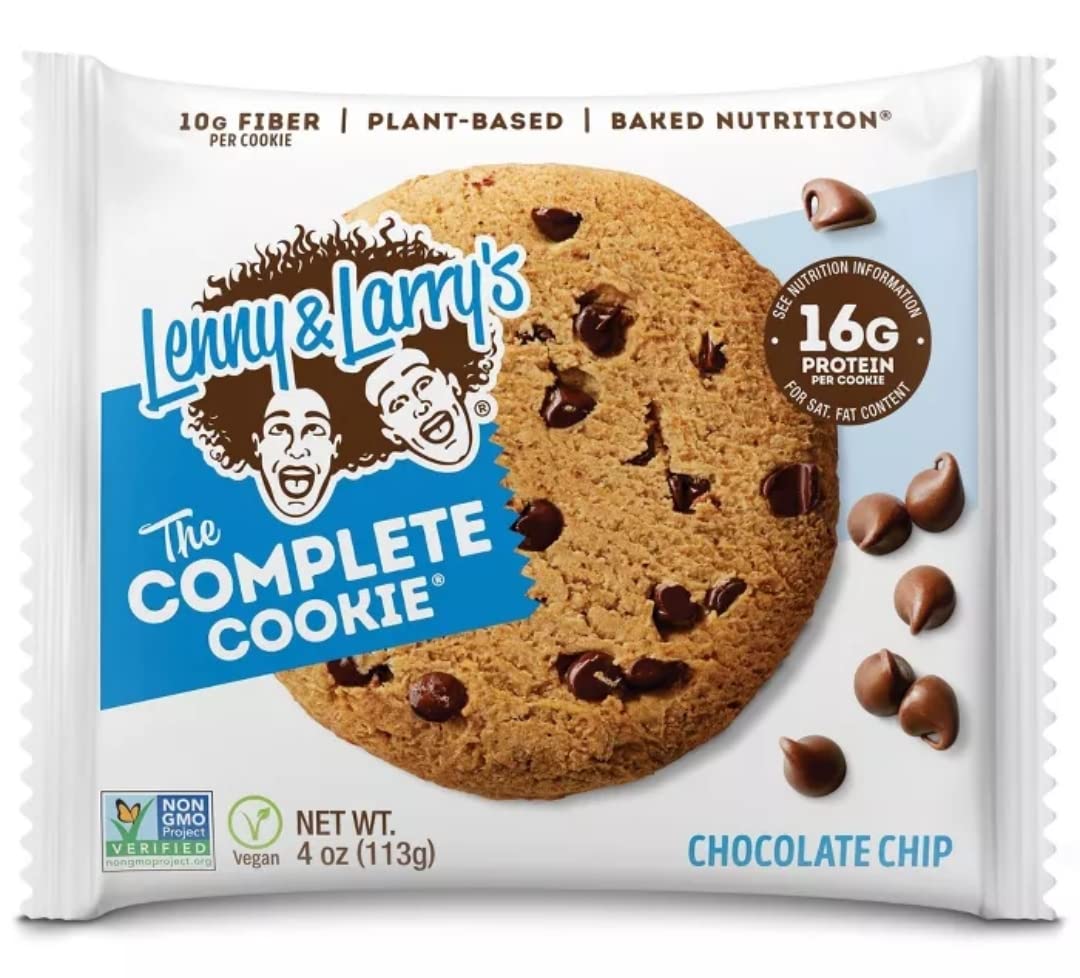 10G FIBER | PLANT-BASED | BAKED NUTRITION®
PER COOKIE
Lenny & Larry's®
The
COMPLETE
COOKIE®
SEE NUTRITION INFORMATION
16G
PROTEIN
PER COOKIE
FOR SAT. FAT CONTENT
NON
GMO
Project
VERIFIED
nongmoproject.org
Vegan
NET WT.
4 oz (113g)
CHOCOLATE CHIP